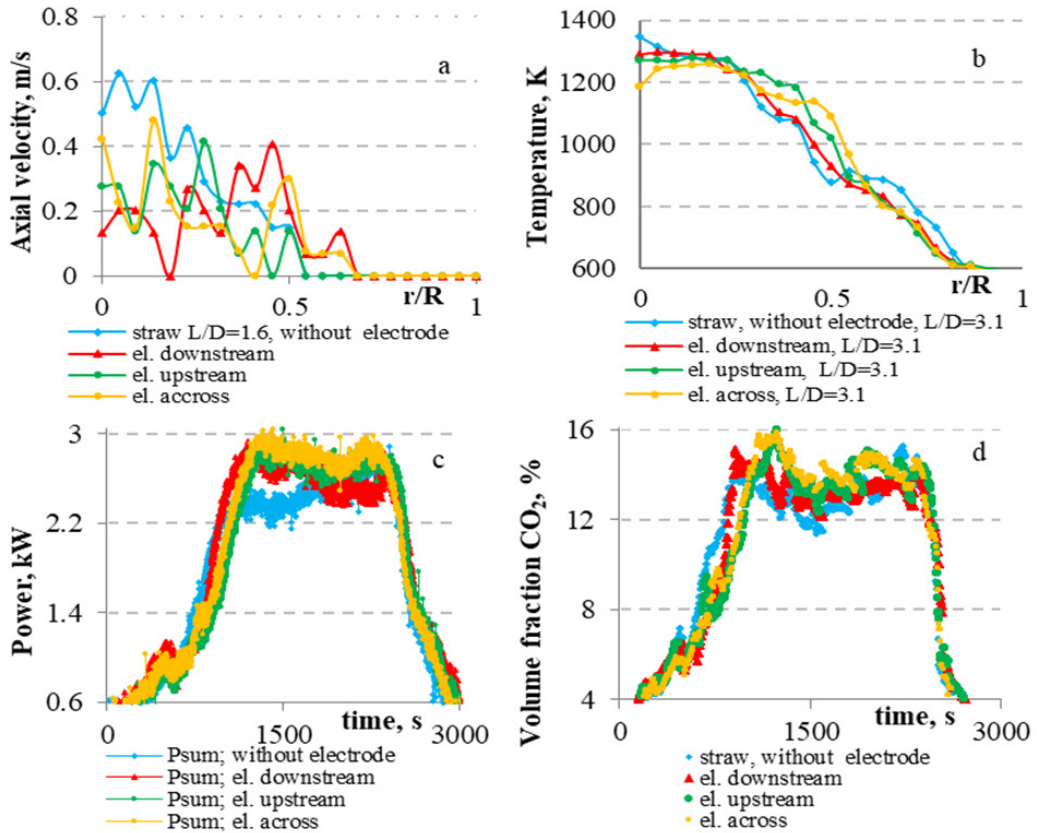 a
Axial velocity, m/s
0.8
0.6
0.4
0.2
0
0
0.5
1
r/R
straw L/D=1.6, without electrode
el. downstream
el. upstream
el. accross
b
Temperature, K
1400
1200
1000
800
600
0
0.5
1
r/R
straw, without electrode, L/D=3.1
el. downstream, L/D=3.1
el. upstream, L/D=3.1
el. across, L/D=3.1
c
Power, kW
3
2.2
1.4
0.6
0
1500
3000
time, s
Psum; without electrode
Psum; el. downstream
Psum; el. upstream
Psum; el. across
d
Volume fraction CO₂, %
16
12
8
4
0
1500
3000
time, s
straw, without electrode
el. downstream
el. upstream
el. across